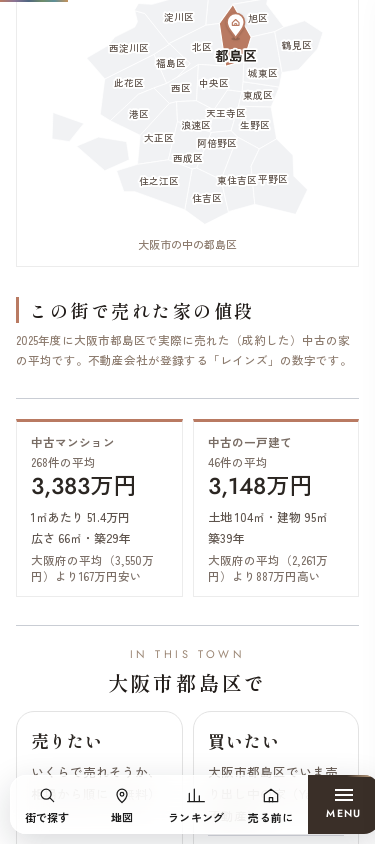 淀川区
旭区
西淀川区
北区
都島区
鶴見区
福島区
城東区
此花区
西区
中央区
東成区
港区
天王寺区
浪速区
生野区
大正区
阿倍野区
西成区
住之江区
東住吉区
平野区
住吉区
大阪市の中の都島区
この街で売れた家の値段
2025年度に大阪市都島区で実際に売れた（成約した）中古の家
の平均です。不動産会社が登録する「レインズ」の数字です。
中古マンション
268件の平均
3,383万円
1㎡あたり 51.4万円
広さ 66㎡・築29年
大阪府の平均（3,550万
円）より167万円安い
中古の一戸建て
46件の平均
3,148万円
土地 104㎡・建物 95㎡
築39年
大阪府の平均（2,261万
円）より887万円高い
IN THIS TOWN
大阪市都島区で
売りたい
いくらで売れそうか、
買いたい
大阪市都島区でいま売
街で探す
地図
ランキング
売る前に
MENU